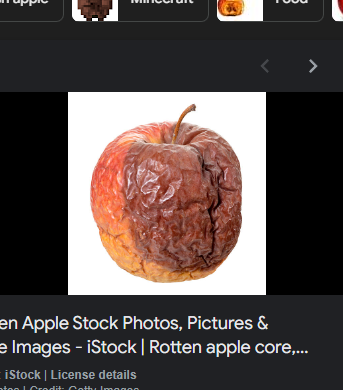 n apple Minecraft Food
en Apple Stock Photos, Pictures &
e Images - iStock | Rotten apple core,...
iStock | License details
otos | Credit: Getty Images